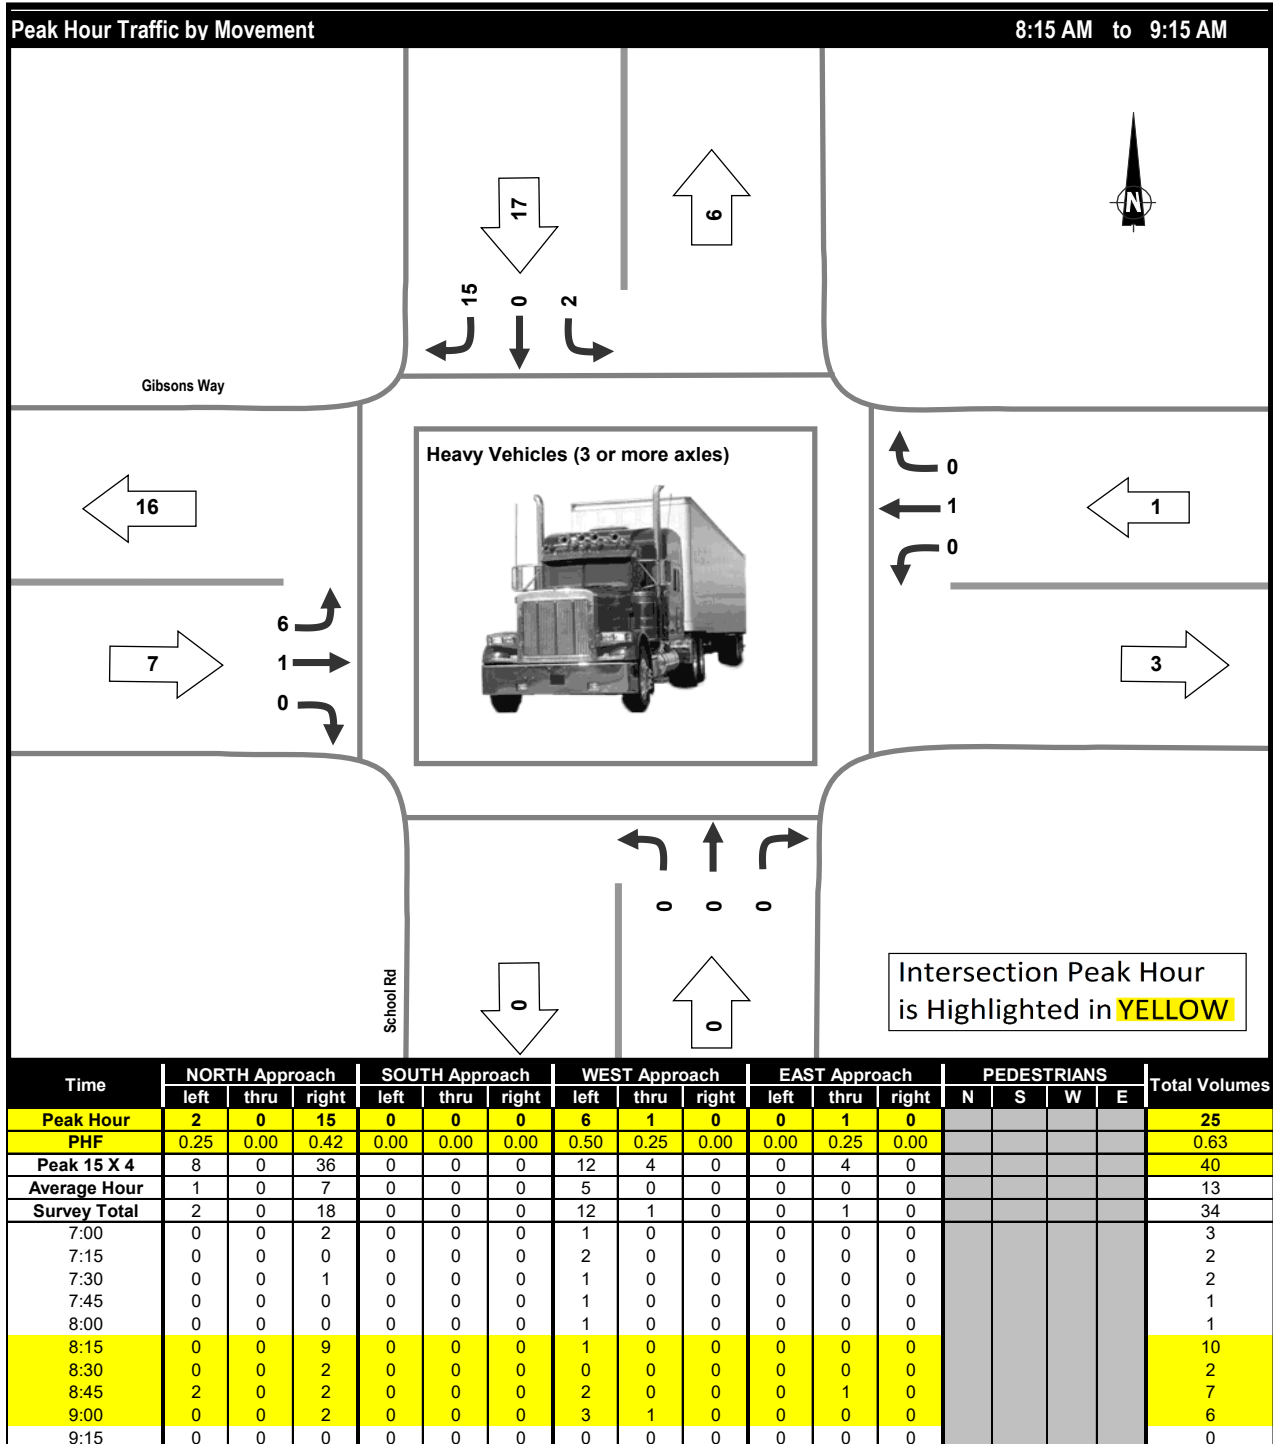 Peak Hour Traffic by Movement 8:15 AM to 9:15 AM
17
6
N
15 0 2
Gibsons Way
Heavy Vehicles (3 or more axles)
0
16
1
1
0
6
7
1
3
0
0 0 0
School Rd
0
0
Intersection Peak Hour
is Highlighted in YELLOW
Time NORTH Approach SOUTH Approach WEST Approach EAST Approach PEDESTRIANS Total Volumes
left thru right left thru right left thru right left thru right N S W E
Peak Hour 2 0 15 0 0 0 6 1 0 0 1 0 25
PHF 0.25 0.00 0.42 0.00 0.00 0.00 0.50 0.25 0.00 0.00 0.25 0.00 0.63
Peak 15 X 4 8 0 36 0 0 0 12 4 0 0 4 0 40
Average Hour 1 0 7 0 0 0 5 0 0 0 0 0 13
Survey Total 2 0 18 0 0 0 12 1 0 0 1 0 34
7:00 0 0 2 0 0 0 1 0 0 0 0 0 3
7:15 0 0 0 0 0 0 2 0 0 0 0 0 2
7:30 0 0 1 0 0 0 1 0 0 0 0 0 2
7:45 0 0 0 0 0 0 1 0 0 0 0 0 1
8:00 0 0 0 0 0 0 1 0 0 0 0 0 1
8:15 0 0 9 0 0 0 1 0 0 0 0 0 10
8:30 0 0 2 0 0 0 0 0 0 0 0 0 2
8:45 2 0 2 0 0 0 2 0 0 0 1 0 7
9:00 0 0 2 0 0 0 3 1 0 0 0 0 6
9:15 0 0 0 0 0 0 0 0 0 0 0 0 0